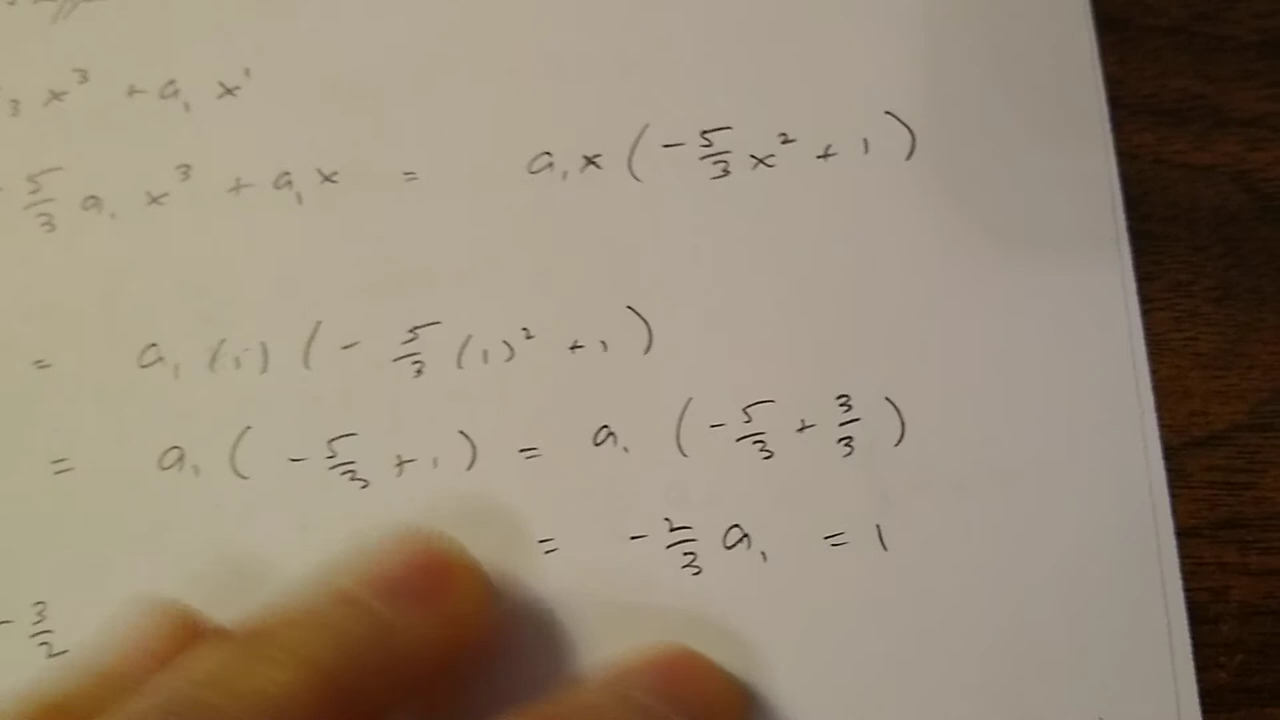 ₃ x³ + a₁ x¹
- 5/3 a₁ x³ + a₁ x = a₁ x ( - 5/3 x² + 1 )
= a₁ (1) ( - 5/3 (1)² + 1 )
= a₁ ( - 5/3 + 1 ) = a₁ ( - 5/3 + 3/3 )
= - 2/3 a₁ = 1
- 3/2